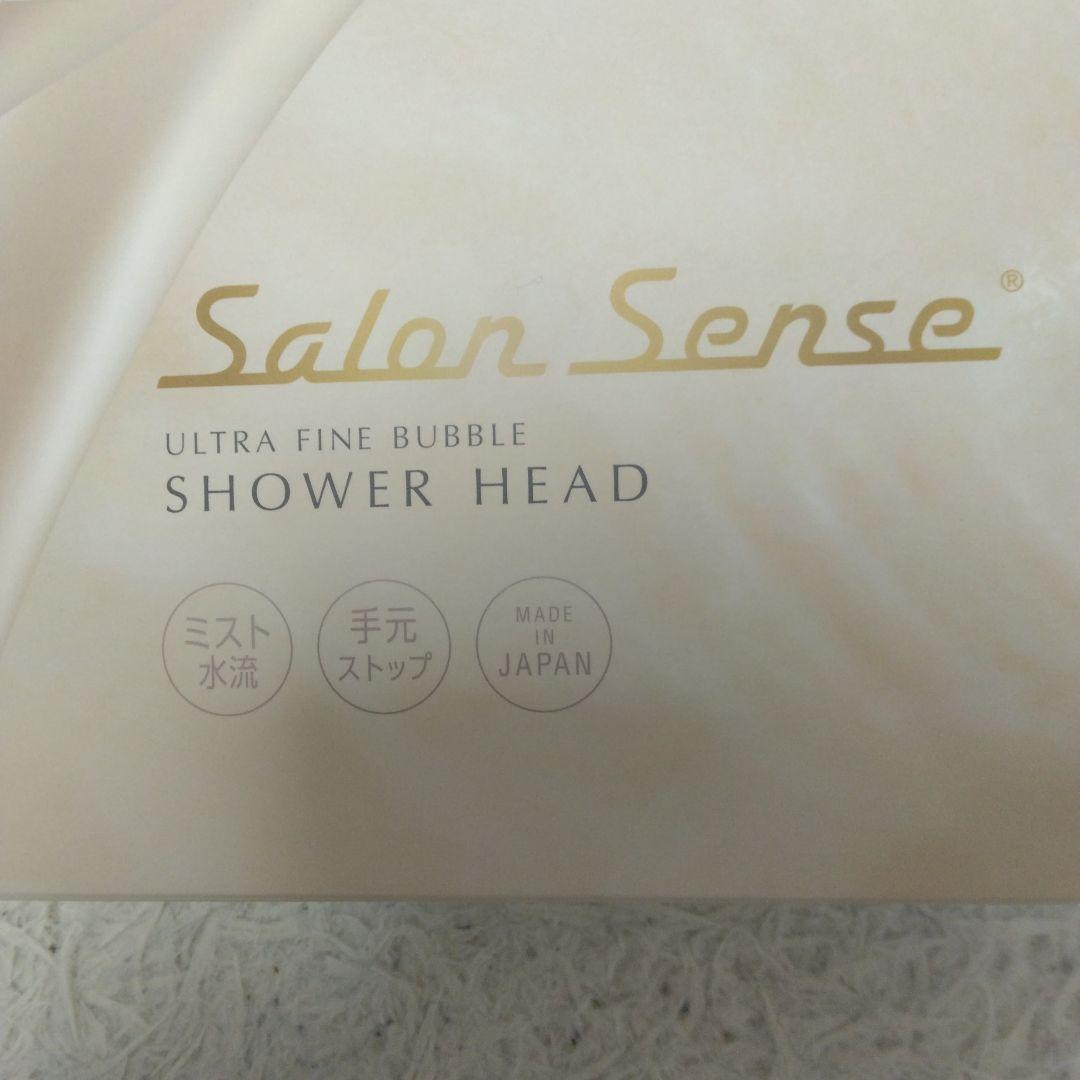 Salon Sense®
ULTRA FINE BUBBLE
SHOWER HEAD
ミスト
水流
手元
ストップ
MADE
IN
JAPAN